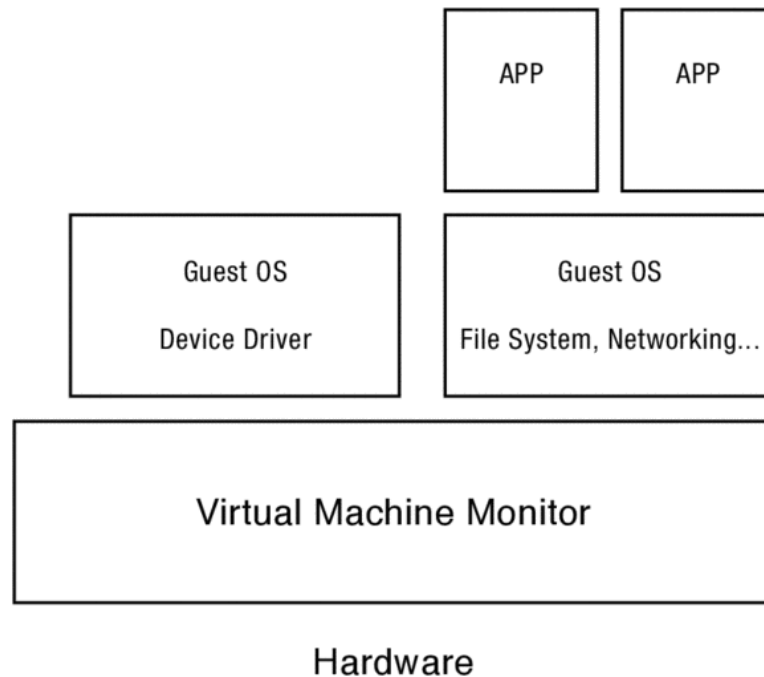 APP
APP
Guest OS
Device Driver
Guest OS
File System, Networking...
Virtual Machine Monitor
Hardware